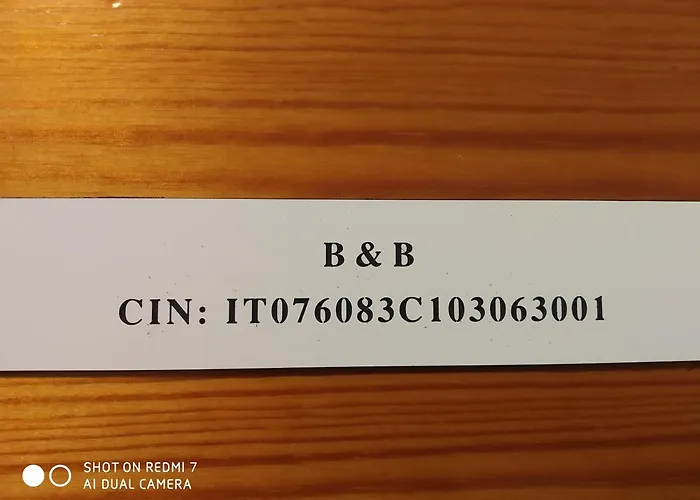 B & B
CIN: IT076083C103063001
SHOT ON REDMI 7
AI DUAL CAMERA